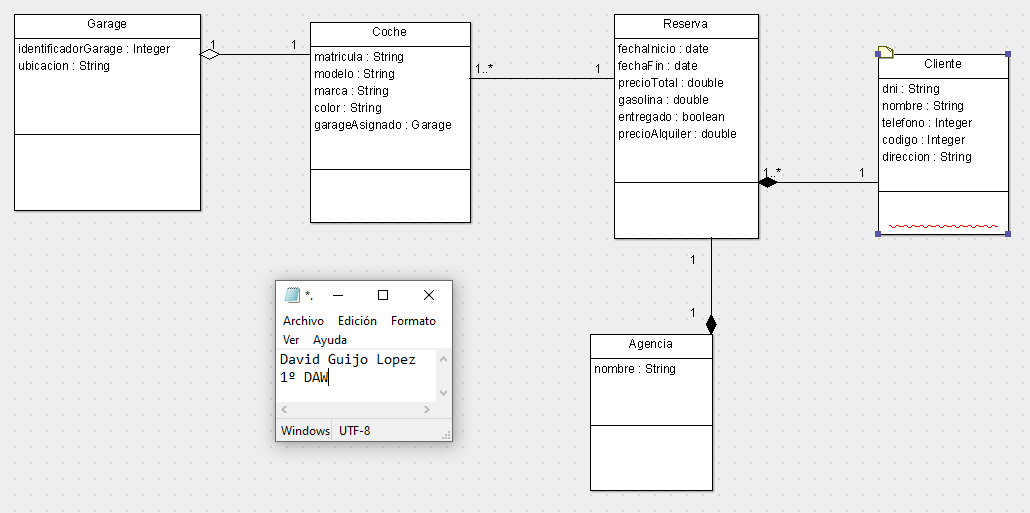 Garage
identificadorGarage : Integer
ubicacion : String
1
1
Coche
matricula : String
modelo : String
marca : String
color : String
garageAsignado : Garage
1..*
1
Reserva
fechaInicio : date
fechaFin : date
precioTotal : double
gasolina : double
entregado : boolean
precioAlquiler : double
1..*
1
Cliente
dni : String
nombre : String
telefono : Integer
codigo : Integer
direccion : String
1
1
Agencia
nombre : String
*.
Archivo Edición Formato
Ver Ayuda
David Guijo Lopez
1º DAW
Windows UTF-8